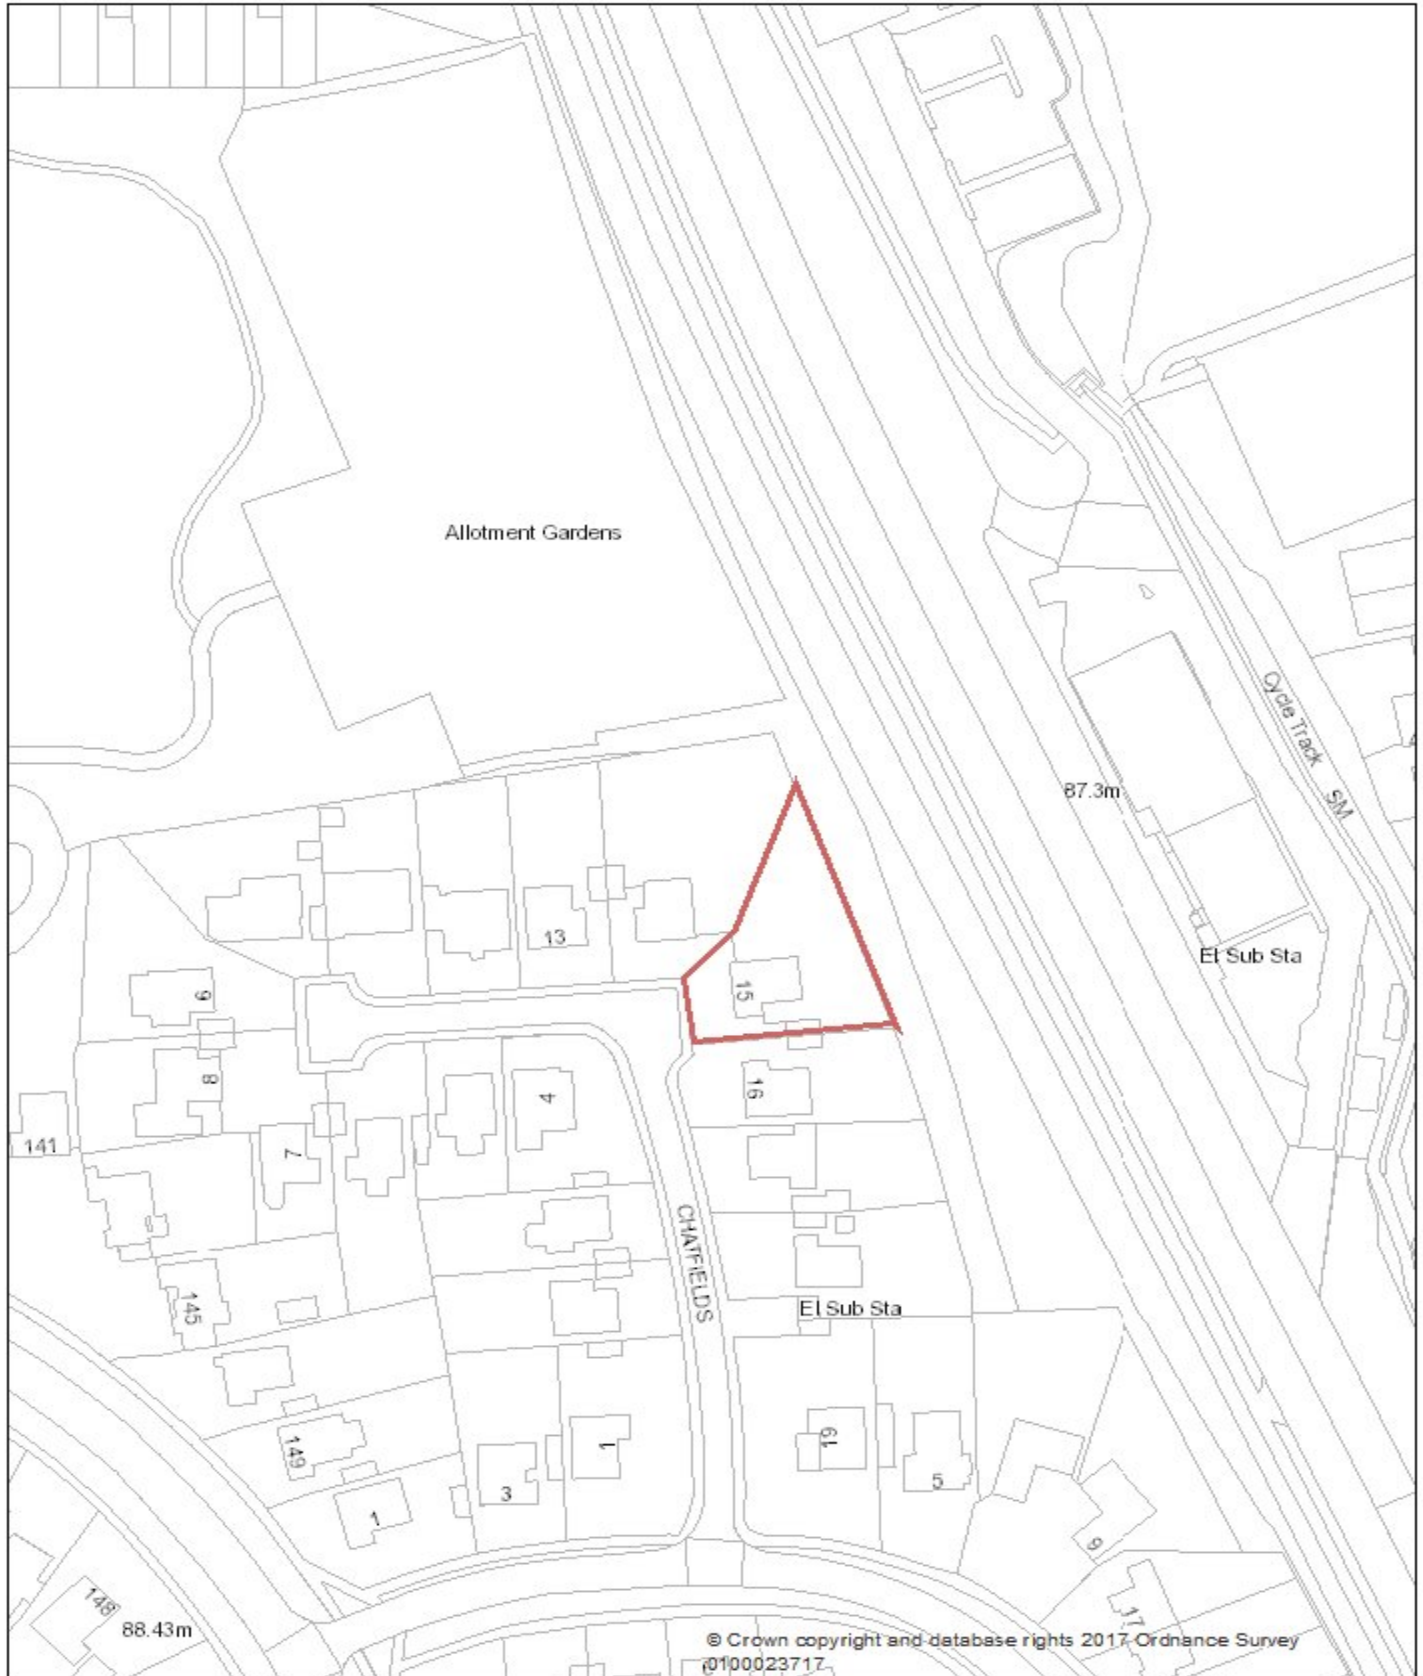 Allotment Gardens
Cycle Track
SM
87.3m
El Sub Sta
13
15
9
8
16
4
141
7
CHATFIELDS
145
El Sub Sta
19
149
1
3
5
1
9
148
17
88.43m
© Crown copyright and database rights 2017 Ordnance Survey
0100023717